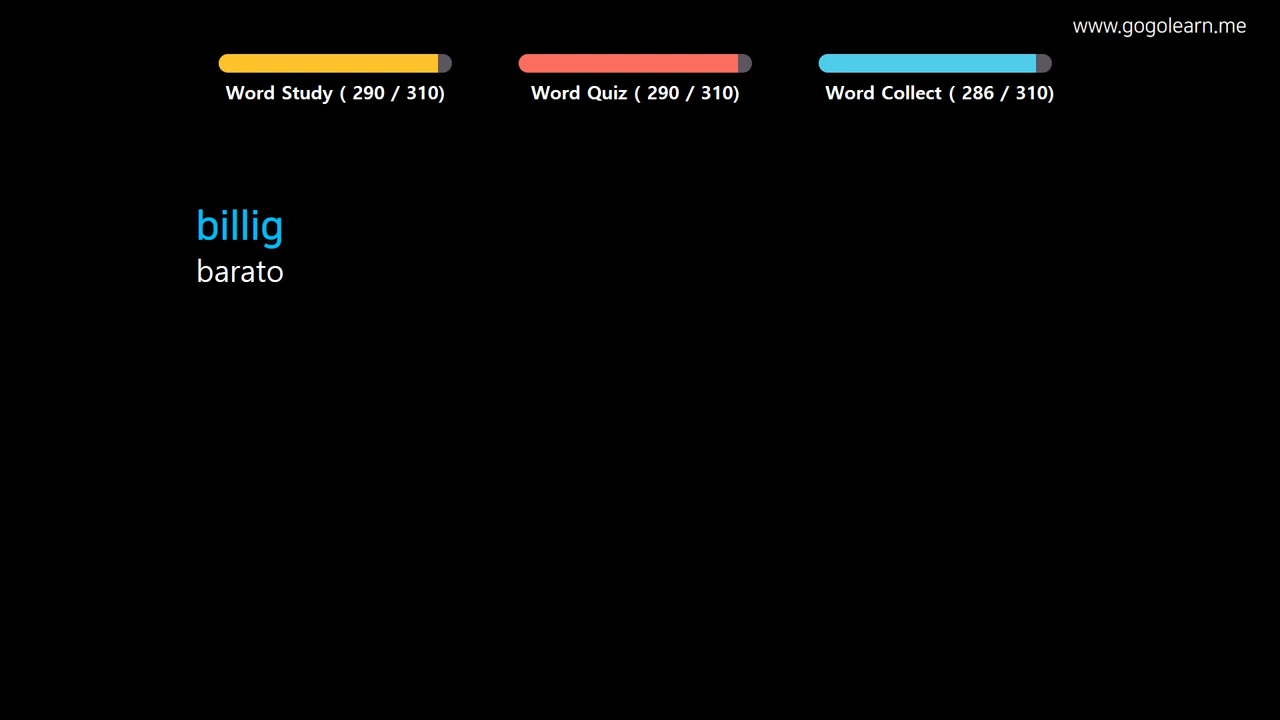 www.gogolearn.me
Word Study ( 290 / 310)
Word Quiz ( 290 / 310)
Word Collect ( 286 / 310)
billig
barato